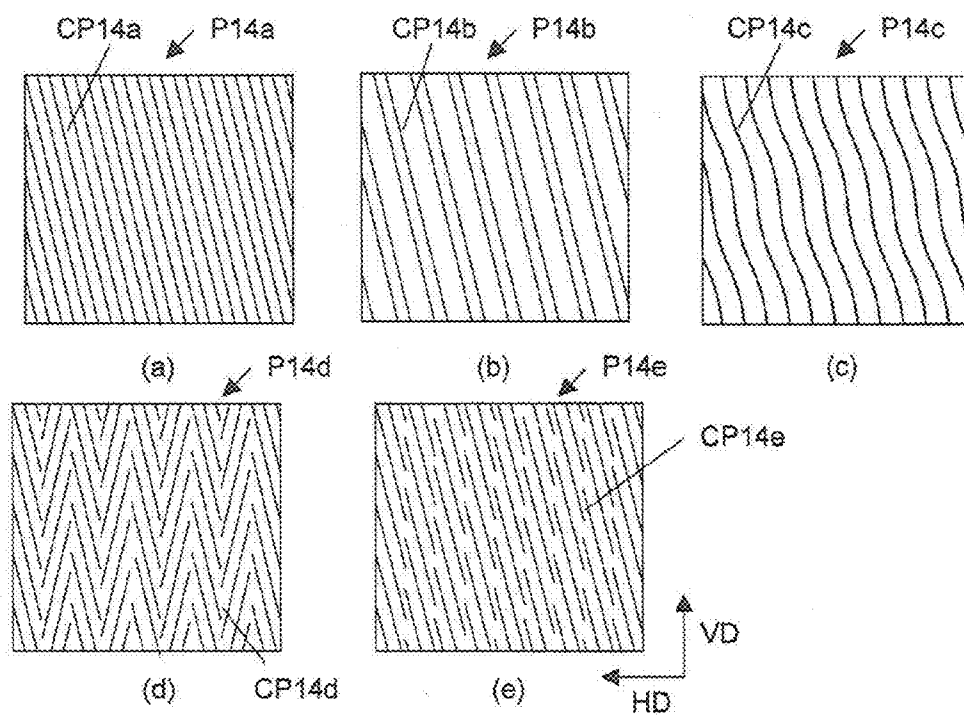 CP14a P14a CP14b P14b CP14c P14c
(a) (b) (c)
P14d P14e
CP14e
VD
HD
CP14d
(d) (e)